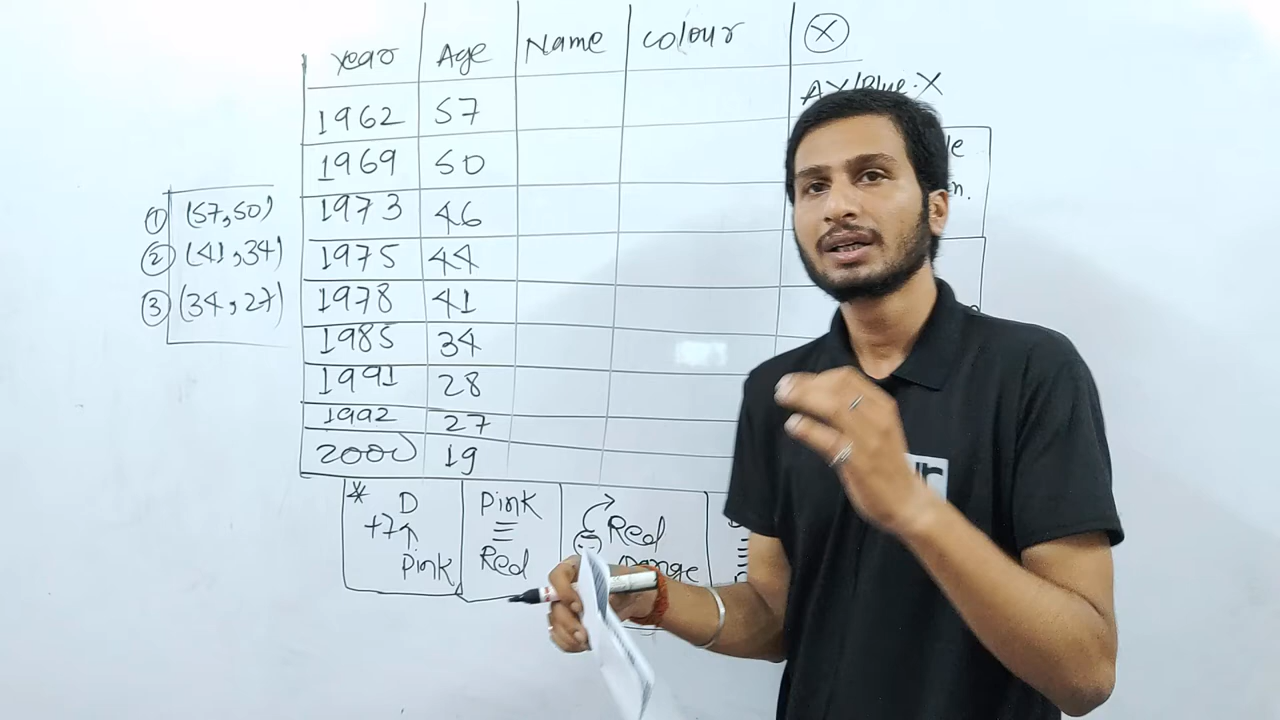 Year Age Name Colour X
1962 57
1969 50
1973 46
1975 44
1978 41
1985 34
1991 28
1992 27
2000 19
① (57,50)
② (41,34)
③ (34,27)
* D
+7
Pink
Pink
Red
Red